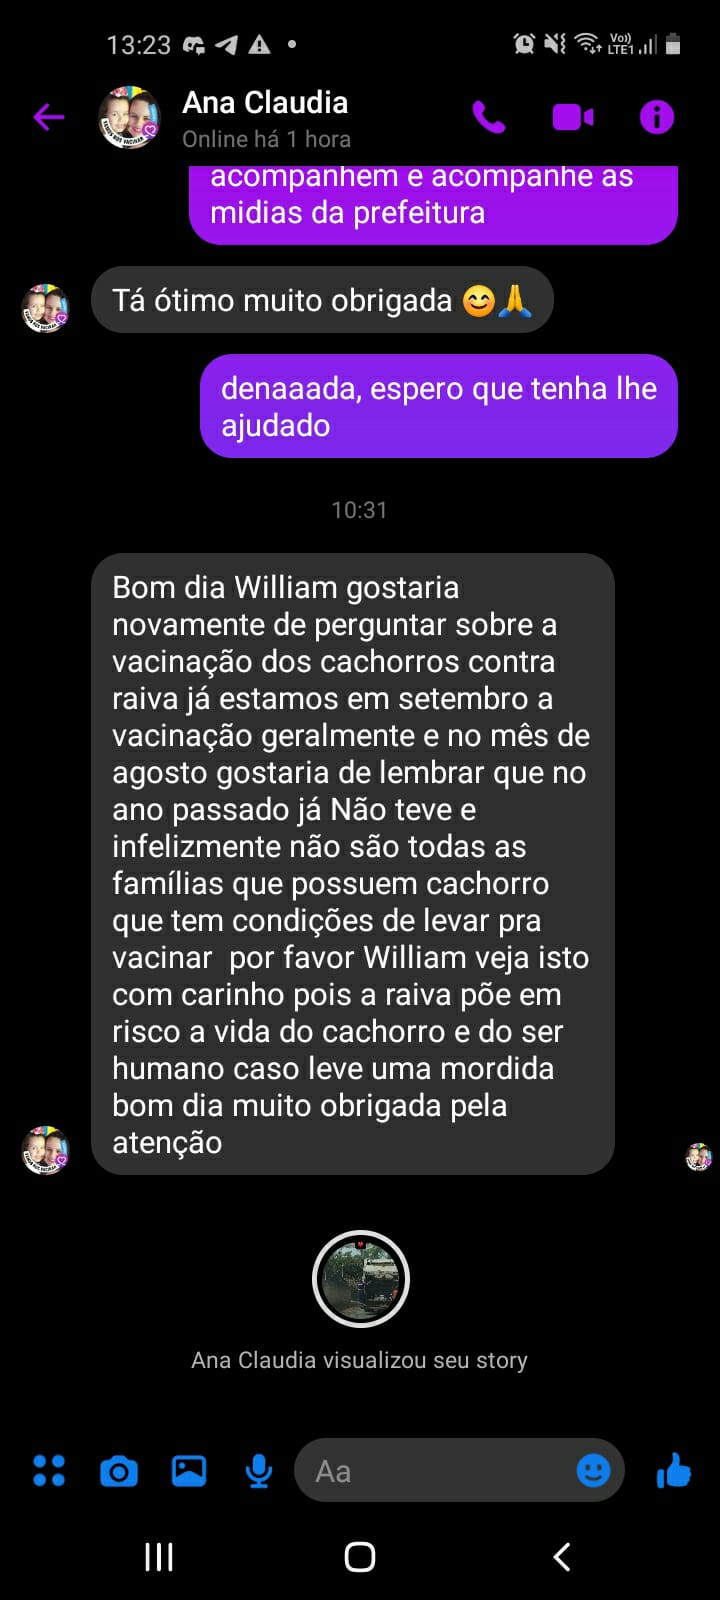 13:23
Vo))
LTE1
Ana Claudia
Online há 1 hora
acompanhem e acompanhe as
midias da prefeitura
Tá ótimo muito obrigada 😊🙏
denaaada, espero que tenha lhe
ajudado
10:31
Bom dia William gostaria
novamente de perguntar sobre a
vacinação dos cachorros contra
raiva já estamos em setembro a
vacinação geralmente e no mês de
agosto gostaria de lembrar que no
ano passado já Não teve e
infelizmente não são todas as
famílias que possuem cachorro
que tem condições de levar pra
vacinar  por favor William veja isto
com carinho pois a raiva põe em
risco a vida do cachorro e do ser
humano caso leve uma mordida
bom dia muito obrigada pela
atenção
Ana Claudia visualizou seu story
Aa